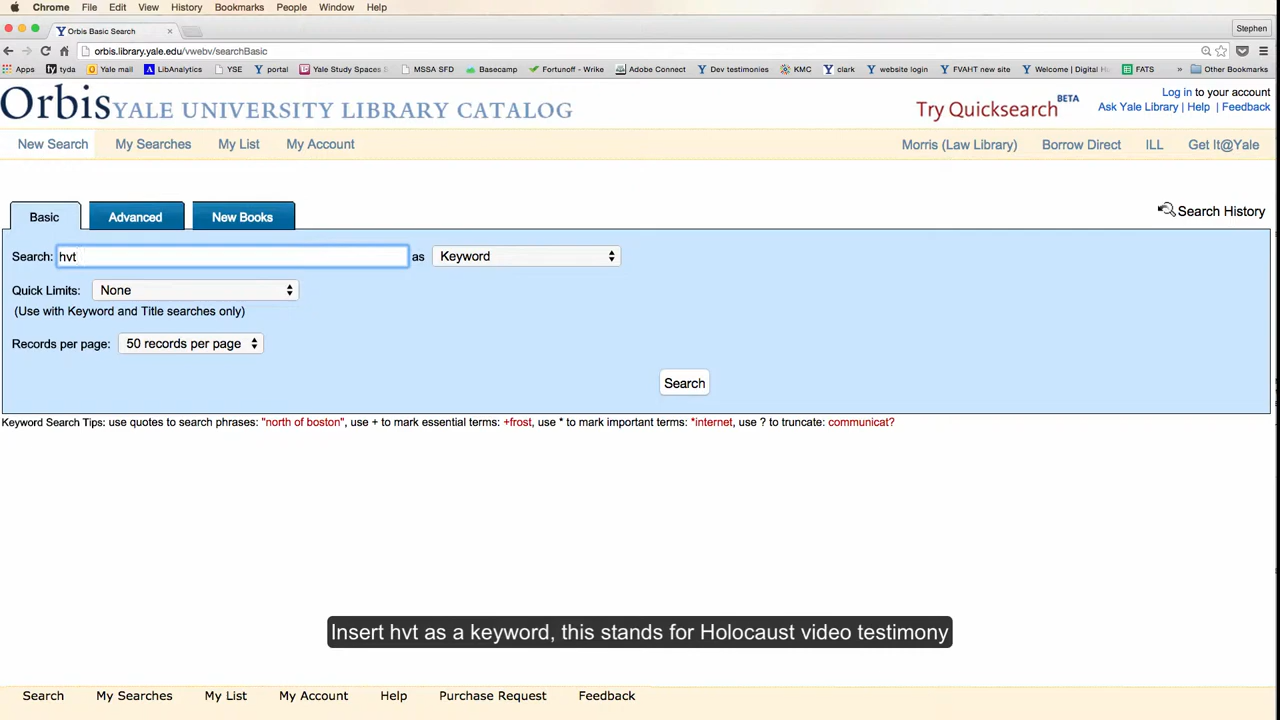 Chrome File Edit View History Bookmarks People Window Help
Orbis Basic Search × Stephen
orbis.library.yale.edu/vwebv/searchBasic
Apps tyda Yale mail LibAnalytics YSE portal Yale Study Spaces MSSA SFD Basecamp Fortunoff - Wrike Adobe Connect Dev testimonies KMC clark website login FVAHT new site Welcome | Digital H FATS » Other Bookmarks
Orbis YALE UNIVERSITY LIBRARY CATALOG
Try Quicksearch BETA
Log in to your account
Ask Yale Library | Help | Feedback
New Search My Searches My List My Account Morris (Law Library) Borrow Direct ILL Get It@Yale
Basic Advanced New Books Search History
Search: hvt as Keyword
Quick Limits: None
(Use with Keyword and Title searches only)
Records per page: 50 records per page
Search
Keyword Search Tips: use quotes to search phrases: "north of boston", use + to mark essential terms: +frost, use * to mark important terms: *internet, use ? to truncate: communicat?
Insert hvt as a keyword, this stands for Holocaust video testimony
Search My Searches My List My Account Help Purchase Request Feedback